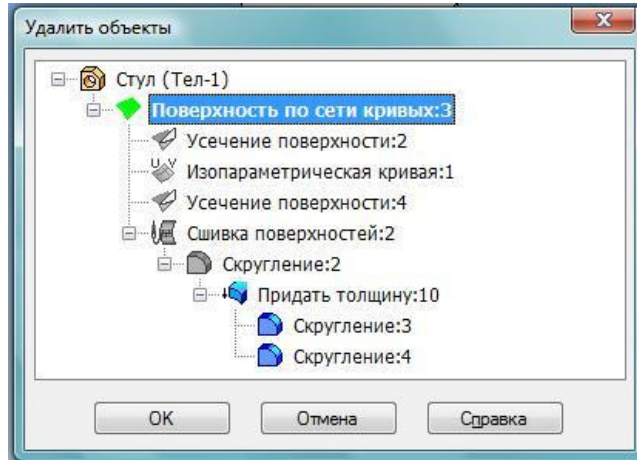 Удалить объекты
Стул (Тел-1)
Поверхность по сети кривых:3
Усечение поверхности:2
Изопараметрическая кривая:1
Усечение поверхности:4
Сшивка поверхностей:2
Скругление:2
Придать толщину:10
Скругление:3
Скругление:4
OK Отмена Справка